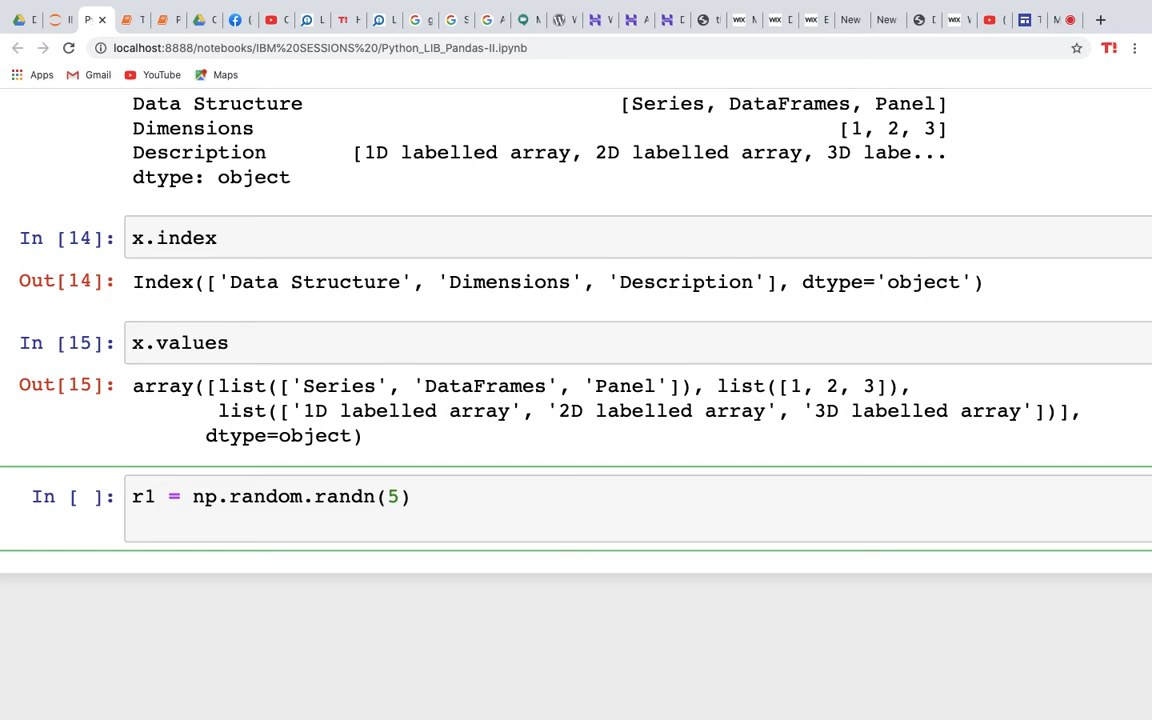 D
II
Py
T
P
C
(
C
L
H
L
g
S
A
M
W
W
A
D
tl
M
D
E
New
New
D
W
(
T
M
localhost:8888/notebooks/IBM%20SESSIONS%20/Python_LIB_Pandas-II.ipynb
T!
Apps Gmail YouTube Maps
Data Structure [Series, DataFrames, Panel]
Dimensions [1, 2, 3]
Description [1D labelled array, 2D labelled array, 3D labe...
dtype: object
In [14]: x.index
Out[14]: Index(['Data Structure', 'Dimensions', 'Description'], dtype='object')
In [15]: x.values
Out[15]: array([list(['Series', 'DataFrames', 'Panel']), list([1, 2, 3]),
list(['1D labelled array', '2D labelled array', '3D labelled array'])],
dtype=object)
In [ ]: r1 = np.random.randn(5)